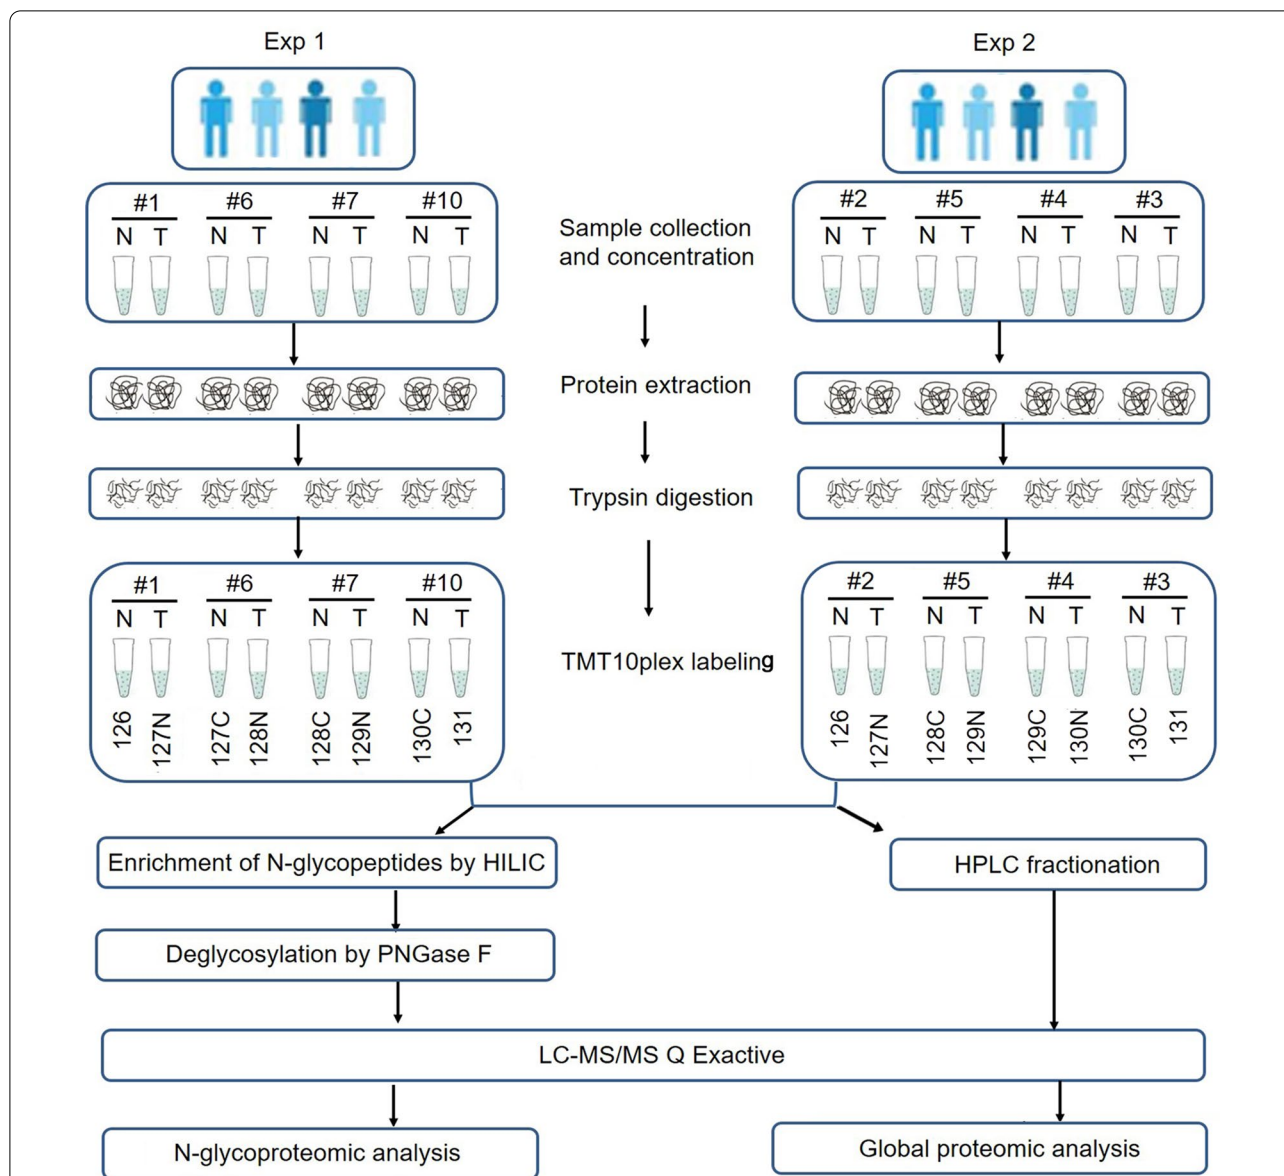 Exp 1
Exp 2
#1 #6 #7 #10
N T N T N T N T
#2 #5 #4 #3
N T N T N T N T
Sample collection
and concentration
Protein extraction
Trypsin digestion
TMT10plex labeling
#1 #6 #7 #10
N T N T N T N T
126 127N 127C 128N 128C 129N 130C 131
#2 #5 #4 #3
N T N T N T N T
126 127N 128C 129N 129C 130N 130C 131
Enrichment of N-glycopeptides by HILIC
HPLC fractionation
Deglycosylation by PNGase F
LC-MS/MS Q Exactive
N-glycoproteomic analysis
Global proteomic analysis